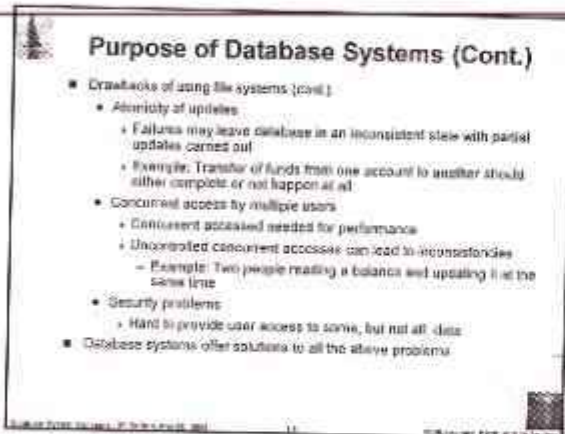 Purpose of Database Systems (Cont.)
Drawbacks of using file systems (cont.)
Atomicity of updates
Failures may leave database in an inconsistent state with partial
updates carried out
Example: Transfer of funds from one account to another should
either complete or not happen at all
Concurrent access by multiple users
Concurrent accessed needed for performance
Uncontrolled concurrent accesses can lead to inconsistencies
– Example: Two people reading a balance and updating it at the
same time
Security problems
Hard to provide user access to some, but not all, data
Database systems offer solutions to all the above problems